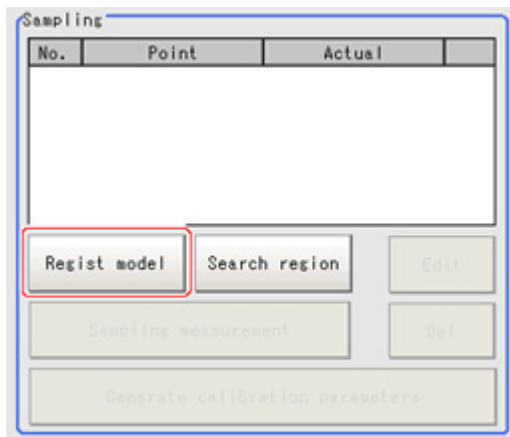 Sampling
No. Point Actual
Regist model Search region Edit
Sampling measurement Del
Generate calibration parameters